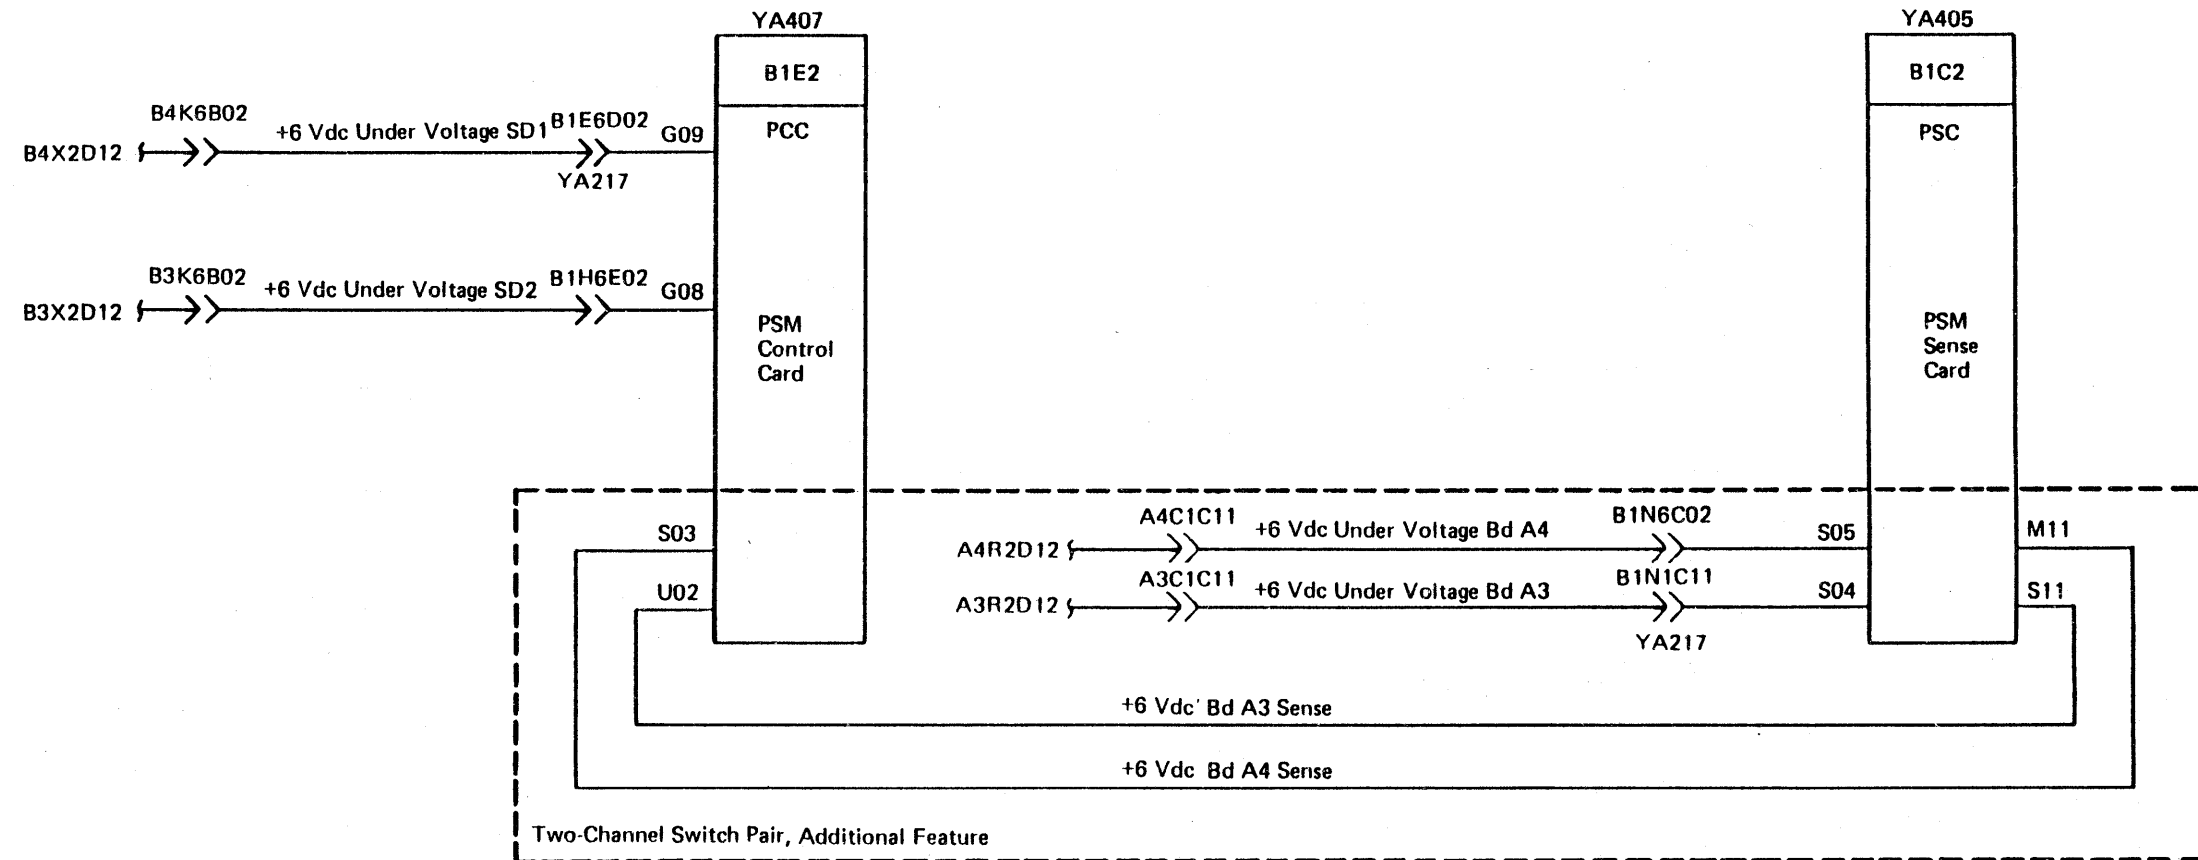 YA407
YA405
B1E2
B1C2
B4K6B02
+6 Vdc Under Voltage SD1
B1E6D02
G09
PCC
PSC
B4X2D12
YA217
B3K6B02
+6 Vdc Under Voltage SD2
B1H6E02
G08
B3X2D12
PSM
Control
Card
PSM
Sense
Card
A4C1C11
+6 Vdc Under Voltage Bd A4
B1N6C02
S03
A4R2D12
S05
M11
A3C1C11
+6 Vdc Under Voltage Bd A3
B1N1C11
U02
A3R2D12
S04
S11
YA217
+6 Vdc Bd A3 Sense
+6 Vdc Bd A4 Sense
Two-Channel Switch Pair, Additional Feature